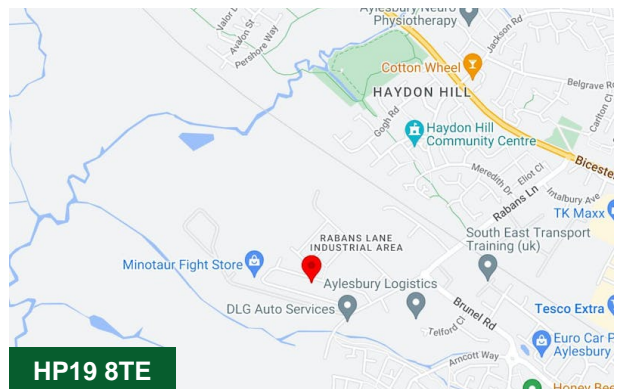 Aylesbury Neuro
Physiotherapy
Valor
Avalon St
Pershore Way
Jackson Rd
Cotton Wheel
HAYDON HILL
Belgrave Rd
Carlton Cl
Gogh Rd
Haydon Hill
Community Centre
Bicester
Meredith Dr
Eliot Cl
Rabans Ln
Intalbury Ave
TK Maxx
RABANS LANE
INDUSTRIAL AREA
South East Transport
Training (uk)
Minotaur Fight Store
Aylesbury Logistics
DLG Auto Services
Brunel Rd
Tesco Extra
Telford Cl
Euro Car P
Aylesbury
Arncott Way
HP19 8TE
Honey Bee